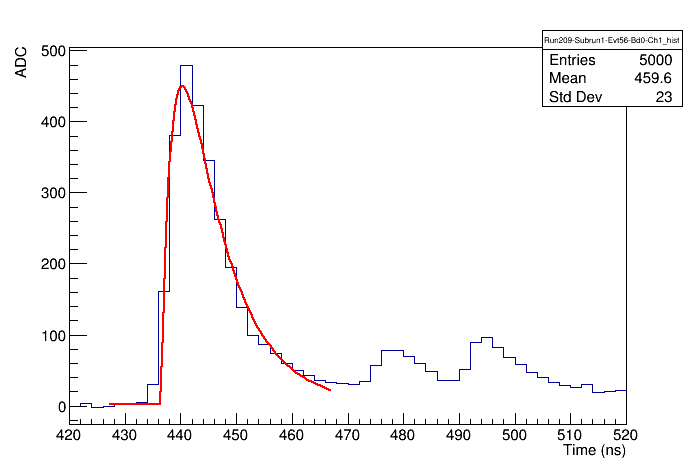 Run209-Subrun1-Evt56-Bd0-Ch1_hist
Entries 5000
Mean 459.6
Std Dev 23
ADC
500
400
300
200
100
0
420 430 440 450 460 470 480 490 500 510 520
Time (ns)